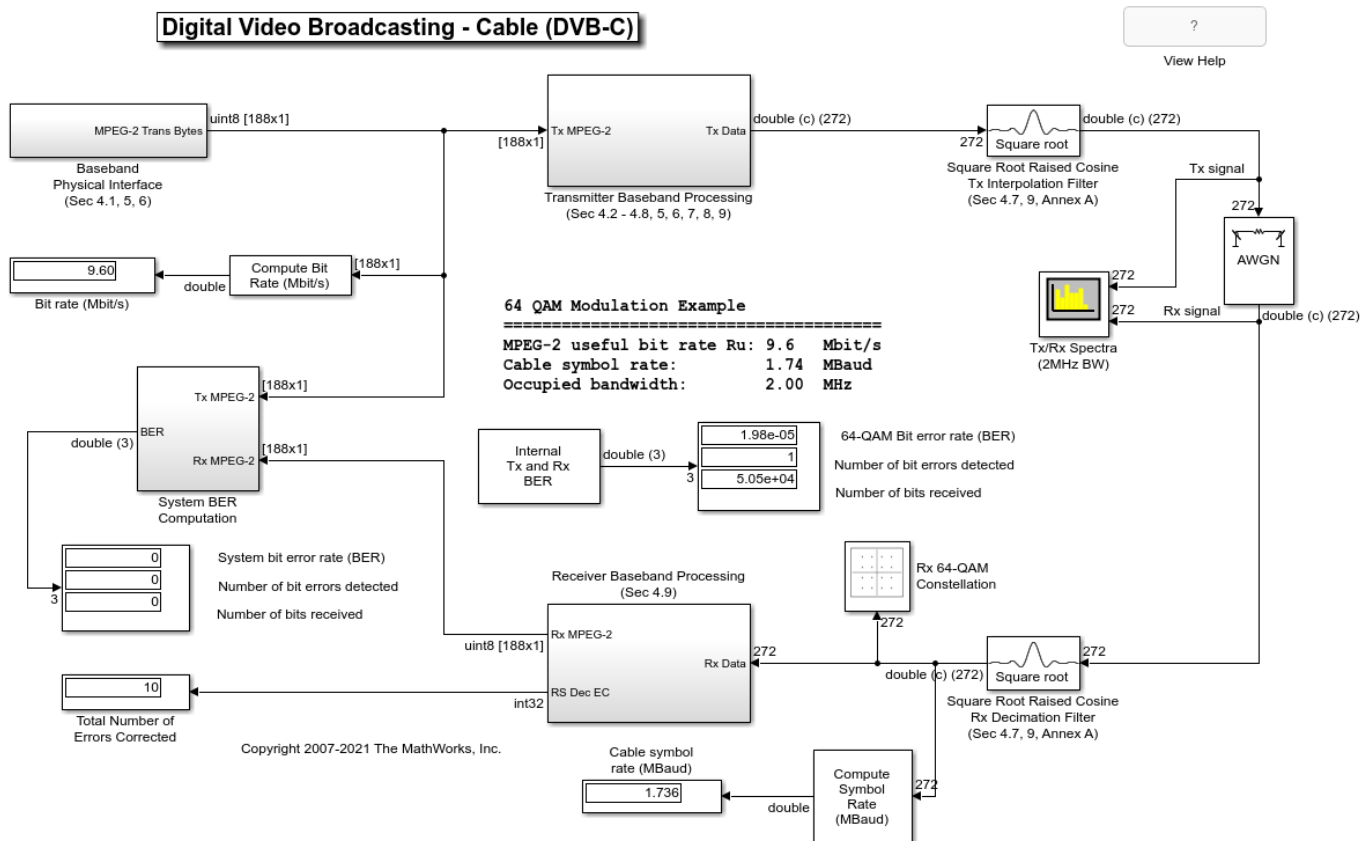 Digital Video Broadcasting - Cable (DVB-C)
?
View Help
MPEG-2 Trans Bytes
uint8 [188x1]
Baseband
Physical Interface
(Sec 4.1, 5, 6)
[188x1]
Tx MPEG-2
Tx Data
double (c) (272)
Transmitter Baseband Processing
(Sec 4.2 - 4.8, 5, 6, 7, 8, 9)
272
Square root
double (c) (272)
Square Root Raised Cosine
Tx Interpolation Filter
(Sec 4.7, 9, Annex A)
Tx signal
272
AWGN
272
272
Rx signal
double (c) (272)
Tx/Rx Spectra
(2MHz BW)
9.60
Bit rate (Mbit/s)
double
Compute Bit
Rate (Mbit/s)
[188x1]
64 QAM Modulation Example
=======================================
MPEG-2 useful bit rate Ru: 9.6 Mbit/s
Cable symbol rate: 1.74 MBaud
Occupied bandwidth: 2.00 MHz
Tx MPEG-2
[188x1]
BER
double (3)
Rx MPEG-2
[188x1]
System BER
Computation
Internal
Tx and Rx
BER
double (3)
3
1.98e-05
64-QAM Bit error rate (BER)
1
Number of bit errors detected
5.05e+04
Number of bits received
3
0
System bit error rate (BER)
0
Number of bit errors detected
0
Number of bits received
Receiver Baseband Processing
(Sec 4.9)
Rx MPEG-2
uint8 [188x1]
Rx Data
272
RS Dec EC
int32
Rx 64-QAM
Constellation
272
double (c) (272)
Square root
272
Square Root Raised Cosine
Rx Decimation Filter
(Sec 4.7, 9, Annex A)
10
Total Number of
Errors Corrected
Copyright 2007-2021 The MathWorks, Inc.
Cable symbol
rate (MBaud)
1.736
double
Compute
Symbol
Rate
(MBaud)
272